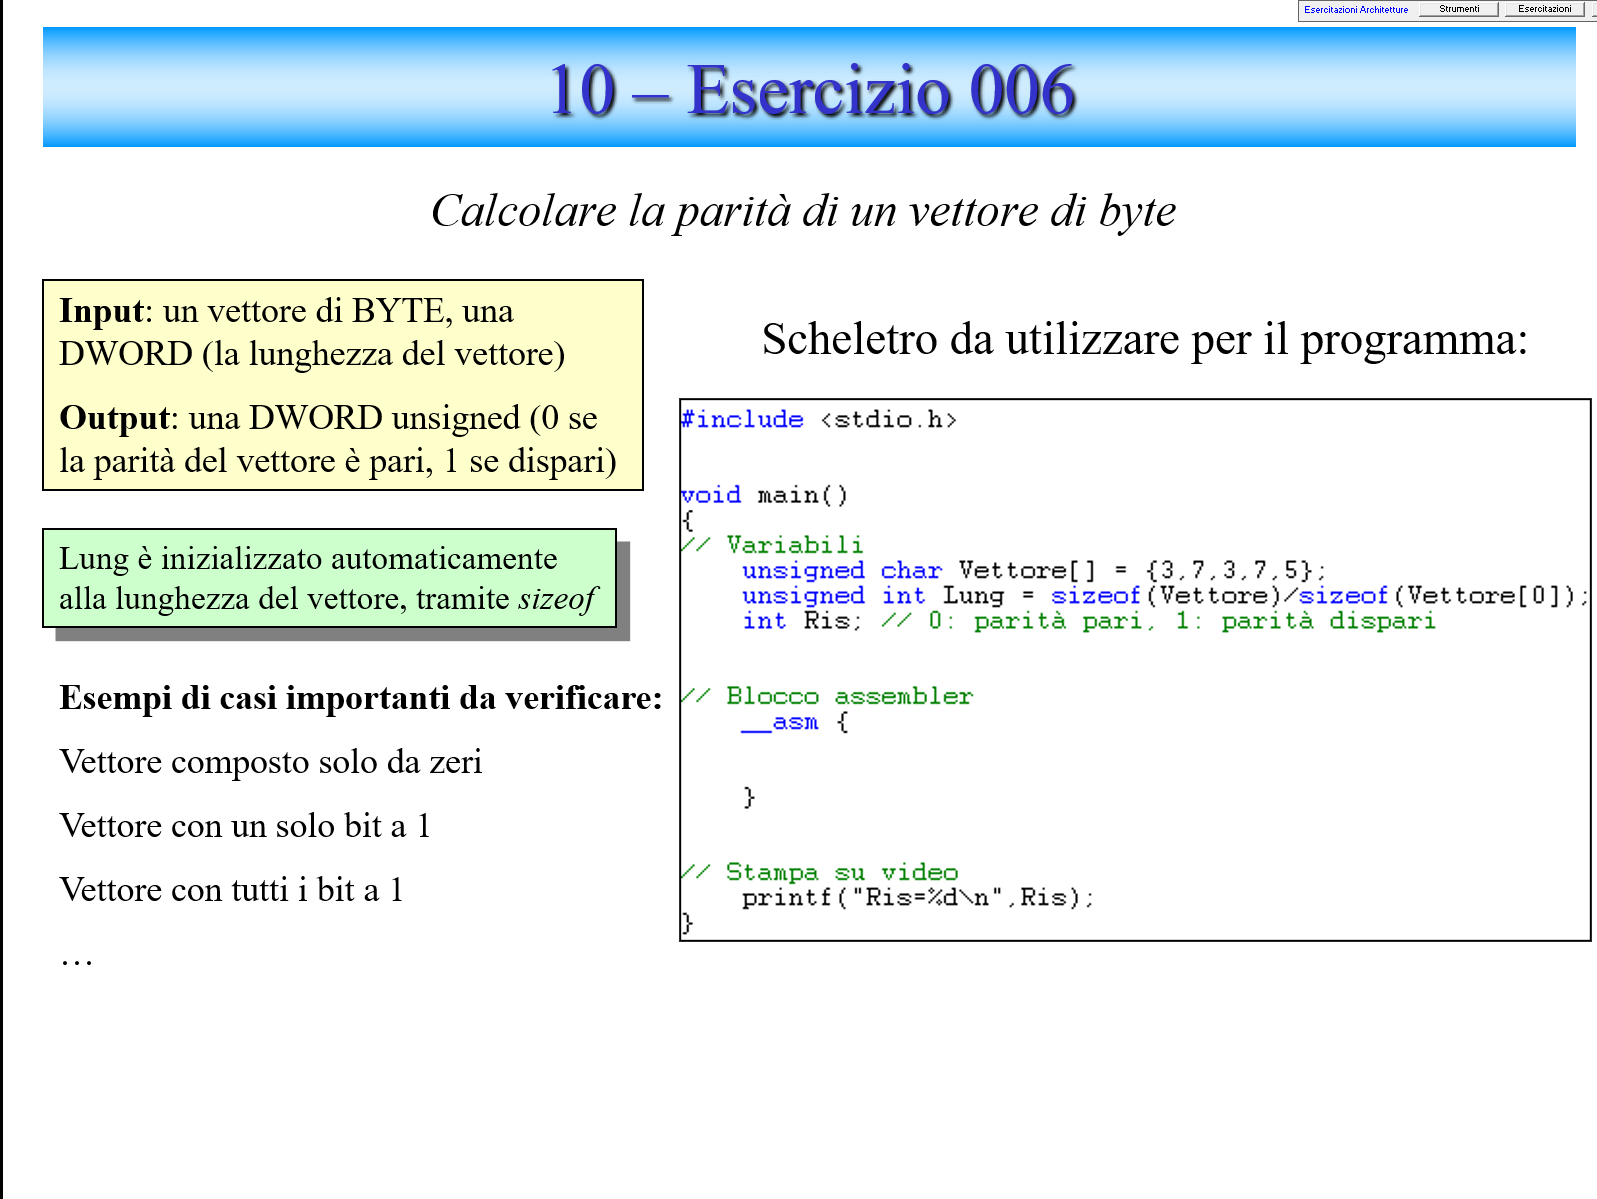 Esercitazioni Architetture Strumenti Esercitazioni
10 – Esercizio 006
Calcolare la parità di un vettore di byte
Input: un vettore di BYTE, una
DWORD (la lunghezza del vettore)
Output: una DWORD unsigned (0 se
la parità del vettore è pari, 1 se dispari)
Lung è inizializzato automaticamente
alla lunghezza del vettore, tramite sizeof
Esempi di casi importanti da verificare:
Vettore composto solo da zeri
Vettore con un solo bit a 1
Vettore con tutti i bit a 1
…
Scheletro da utilizzare per il programma:
#include <stdio.h>
void main()
{
// Variabili
unsigned char Vettore[] = {3,7,3,7,5};
unsigned int Lung = sizeof(Vettore)/sizeof(Vettore[0]);
int Ris; // 0: parità pari, 1: parità dispari
// Blocco assembler
__asm {
}
// Stampa su video
printf("Ris=%d\n",Ris);
}